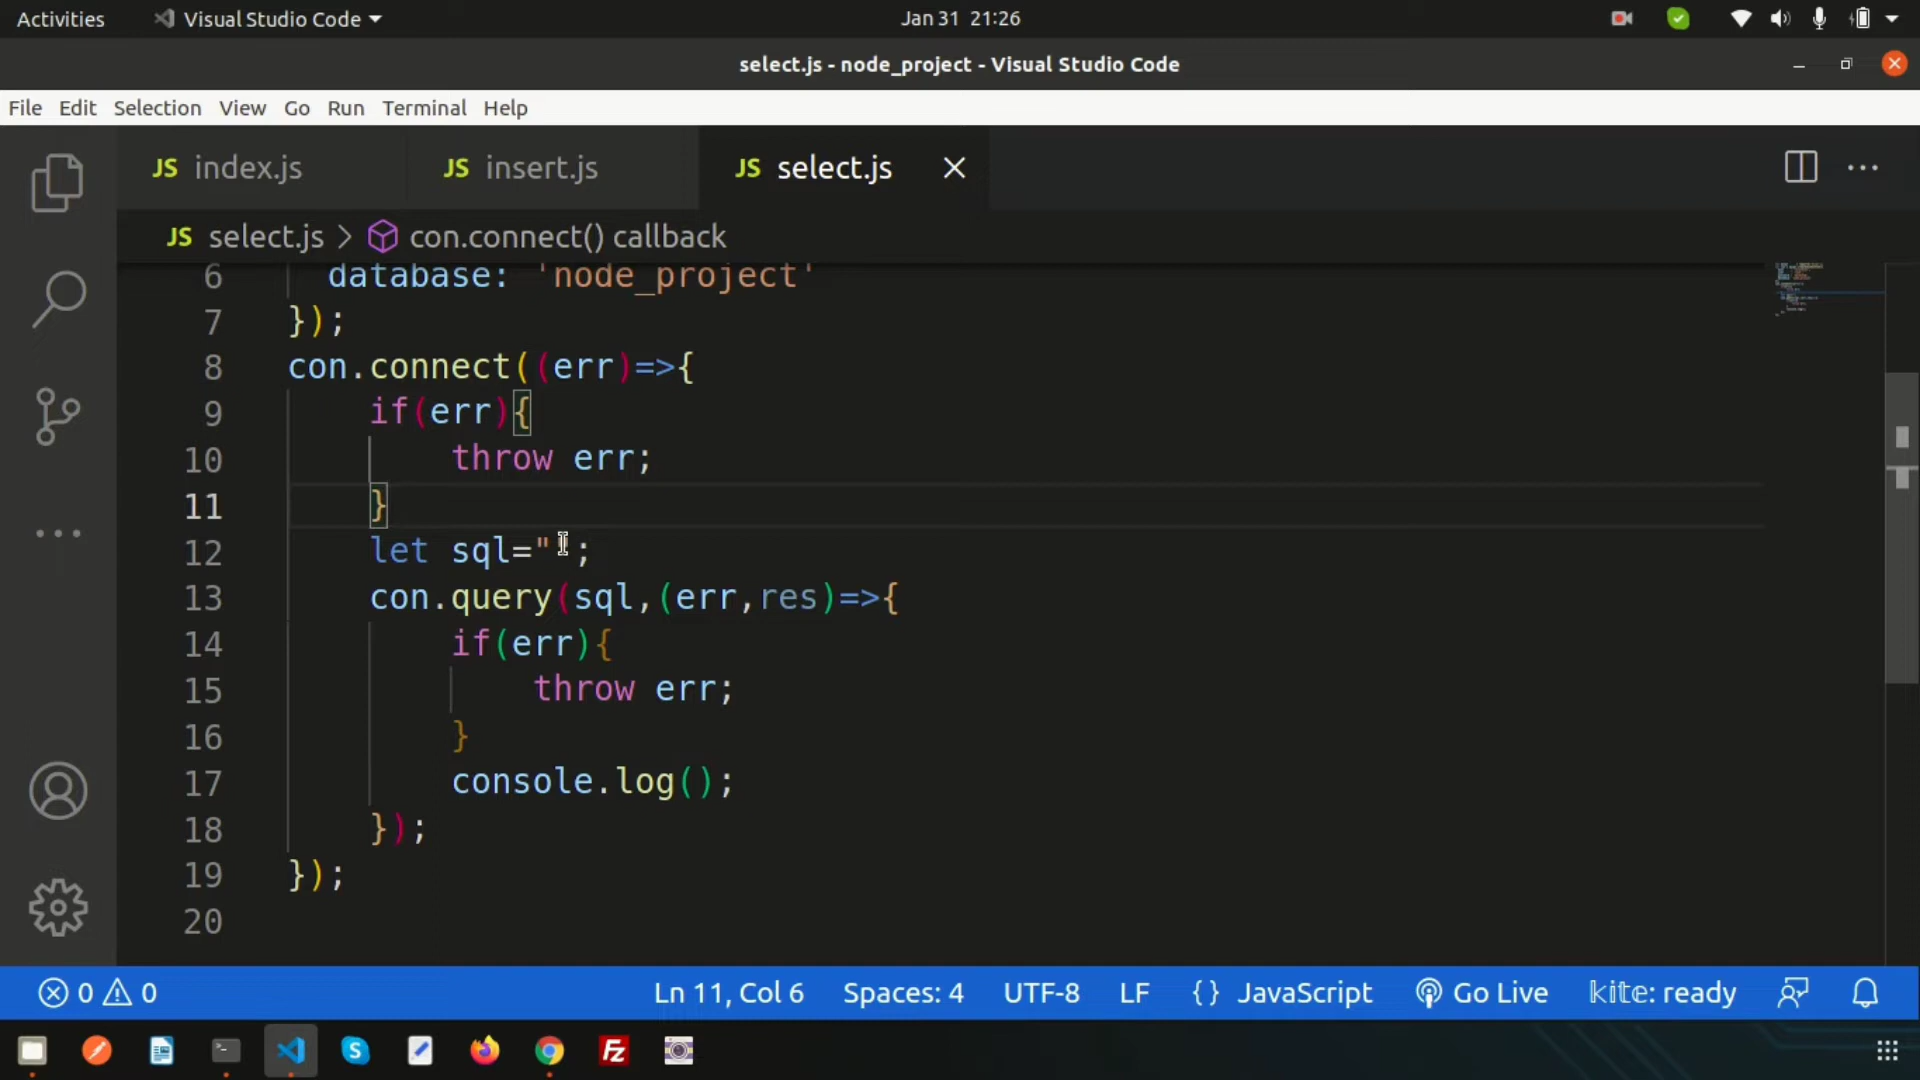 Activities Visual Studio Code Jan 31 21:26
select.js - node_project - Visual Studio Code
File Edit Selection View Go Run Terminal Help
JS index.js JS insert.js JS select.js
JS select.js > con.connect() callback
6 database: 'node_project'
7 });
8 con.connect((err)=>{
9 if(err){
10 throw err;
11 }
12 let sql="";
13 con.query(sql,(err,res)=>{
14 if(err){
15 throw err;
16 }
17 console.log();
18 });
19 });
20
0 0 Ln 11, Col 6 Spaces: 4 UTF-8 LF {} JavaScript Go Live kite: ready